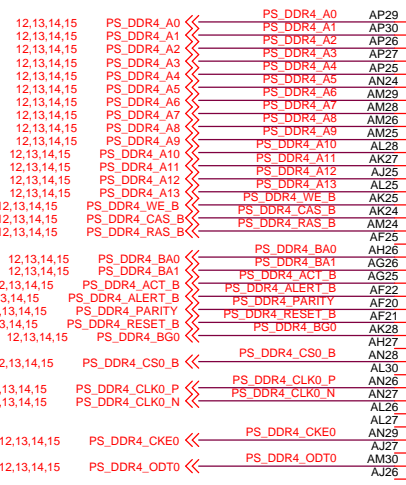 12,13,14,15 PS_DDR4_A0 PS_DDR4_A0 AP29
12,13,14,15 PS_DDR4_A1 PS_DDR4_A1 AP30
12,13,14,15 PS_DDR4_A2 PS_DDR4_A2 AP26
12,13,14,15 PS_DDR4_A3 PS_DDR4_A3 AP27
12,13,14,15 PS_DDR4_A4 PS_DDR4_A4 AP25
12,13,14,15 PS_DDR4_A5 PS_DDR4_A5 AN24
12,13,14,15 PS_DDR4_A6 PS_DDR4_A6 AM29
12,13,14,15 PS_DDR4_A7 PS_DDR4_A7 AM28
12,13,14,15 PS_DDR4_A8 PS_DDR4_A8 AM26
12,13,14,15 PS_DDR4_A9 PS_DDR4_A9 AM25
12,13,14,15 PS_DDR4_A10 PS_DDR4_A10 AL28
12,13,14,15 PS_DDR4_A11 PS_DDR4_A11 AK27
12,13,14,15 PS_DDR4_A12 PS_DDR4_A12 AJ25
12,13,14,15 PS_DDR4_A13 PS_DDR4_A13 AL25
12,13,14,15 PS_DDR4_WE_B PS_DDR4_WE_B AK25
12,13,14,15 PS_DDR4_CAS_B PS_DDR4_CAS_B AK24
12,13,14,15 PS_DDR4_RAS_B PS_DDR4_RAS_B AM24
AF25
12,13,14,15 PS_DDR4_BA0 PS_DDR4_BA0 AH26
12,13,14,15 PS_DDR4_BA1 PS_DDR4_BA1 AG26
2,13,14,15 PS_DDR4_ACT_B PS_DDR4_ACT_B AG25
3,14,15 PS_DDR4_ALERT_B PS_DDR4_ALERT_B AF22
,13,14,15 PS_DDR4_PARITY PS_DDR4_PARITY AF20
3,14,15 PS_DDR4_RESET_B PS_DDR4_RESET_B AF21
12,13,14,15 PS_DDR4_BG0 PS_DDR4_BG0 AK28
AH27
2,13,14,15 PS_DDR4_CS0_B PS_DDR4_CS0_B AN28
AL30
,13,14,15 PS_DDR4_CLK0_P PS_DDR4_CLK0_P AN26
,13,14,15 PS_DDR4_CLK0_N PS_DDR4_CLK0_N AN27
AL26
AL27
12,13,14,15 PS_DDR4_CKE0 PS_DDR4_CKE0 AN29
AJ27
12,13,14,15 PS_DDR4_ODT0 PS_DDR4_ODT0 AM30
AJ26